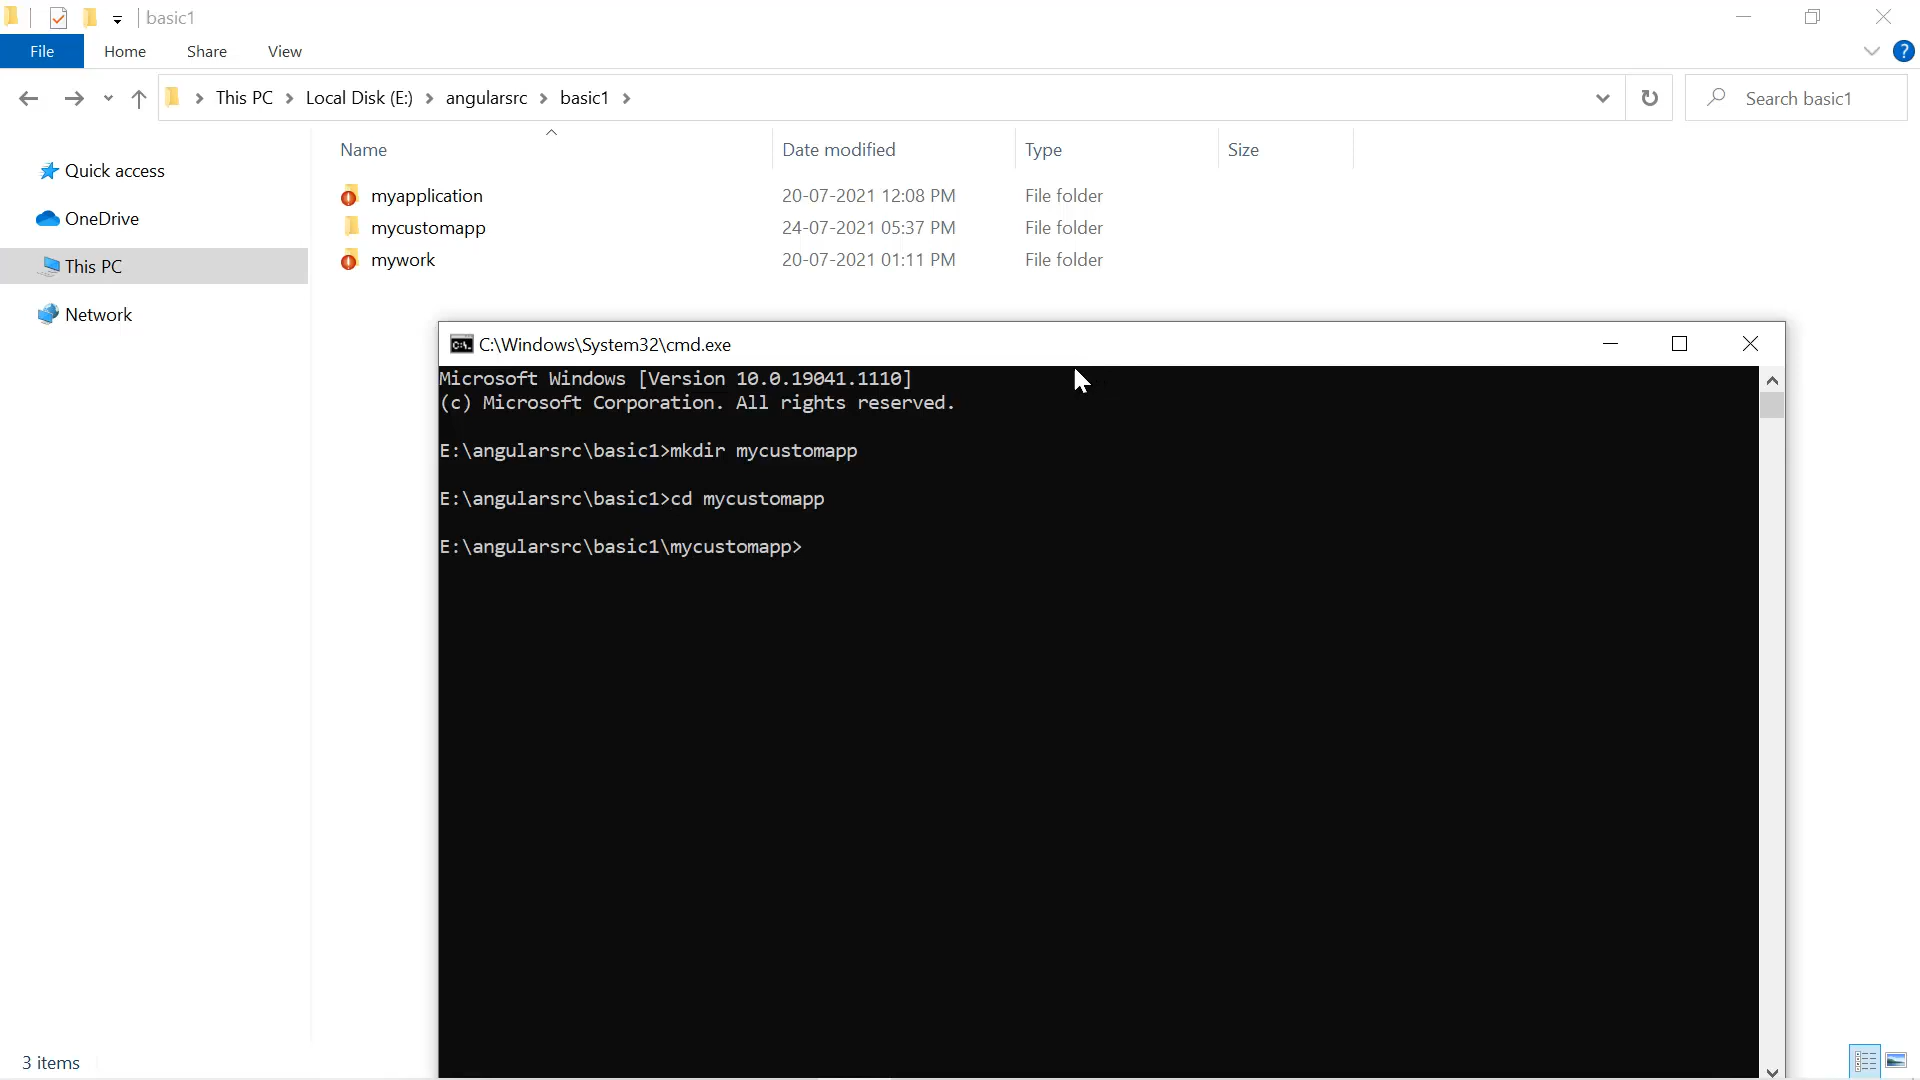 basic1
File Home Share View ?
This PC Local Disk (E:) angularsrc basic1 Search basic1
Name Date modified Type Size
Quick access
OneDrive
This PC
Network
myapplication 20-07-2021 12:08 PM File folder
mycustomapp 24-07-2021 05:37 PM File folder
mywork 20-07-2021 01:11 PM File folder
C:\Windows\System32\cmd.exe
Microsoft Windows [Version 10.0.19041.1110]
(c) Microsoft Corporation. All rights reserved.
E:\angularsrc\basic1>mkdir mycustomapp
E:\angularsrc\basic1>cd mycustomapp
E:\angularsrc\basic1\mycustomapp>
3 items